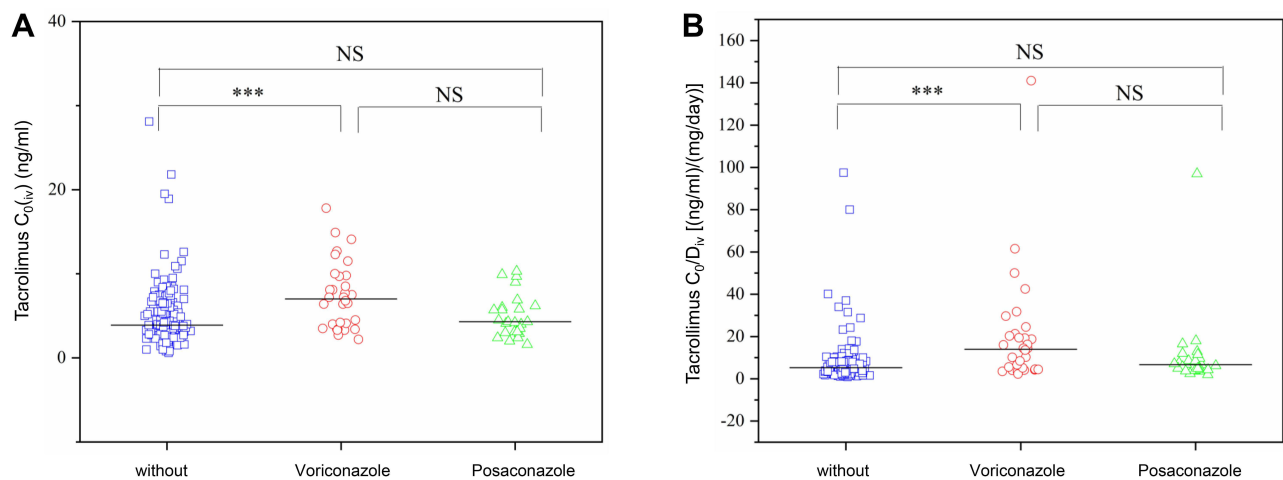 A
Tacrolimus C0(iv) (ng/ml)
40
20
0
NS
***
NS
without
Voriconazole
Posaconazole
B
Tacrollimus C0/Div [(ng/ml)/(mg/day)]
160
140
120
100
80
60
40
20
0
-20
NS
***
NS
without
Voriconazole
Posaconazole